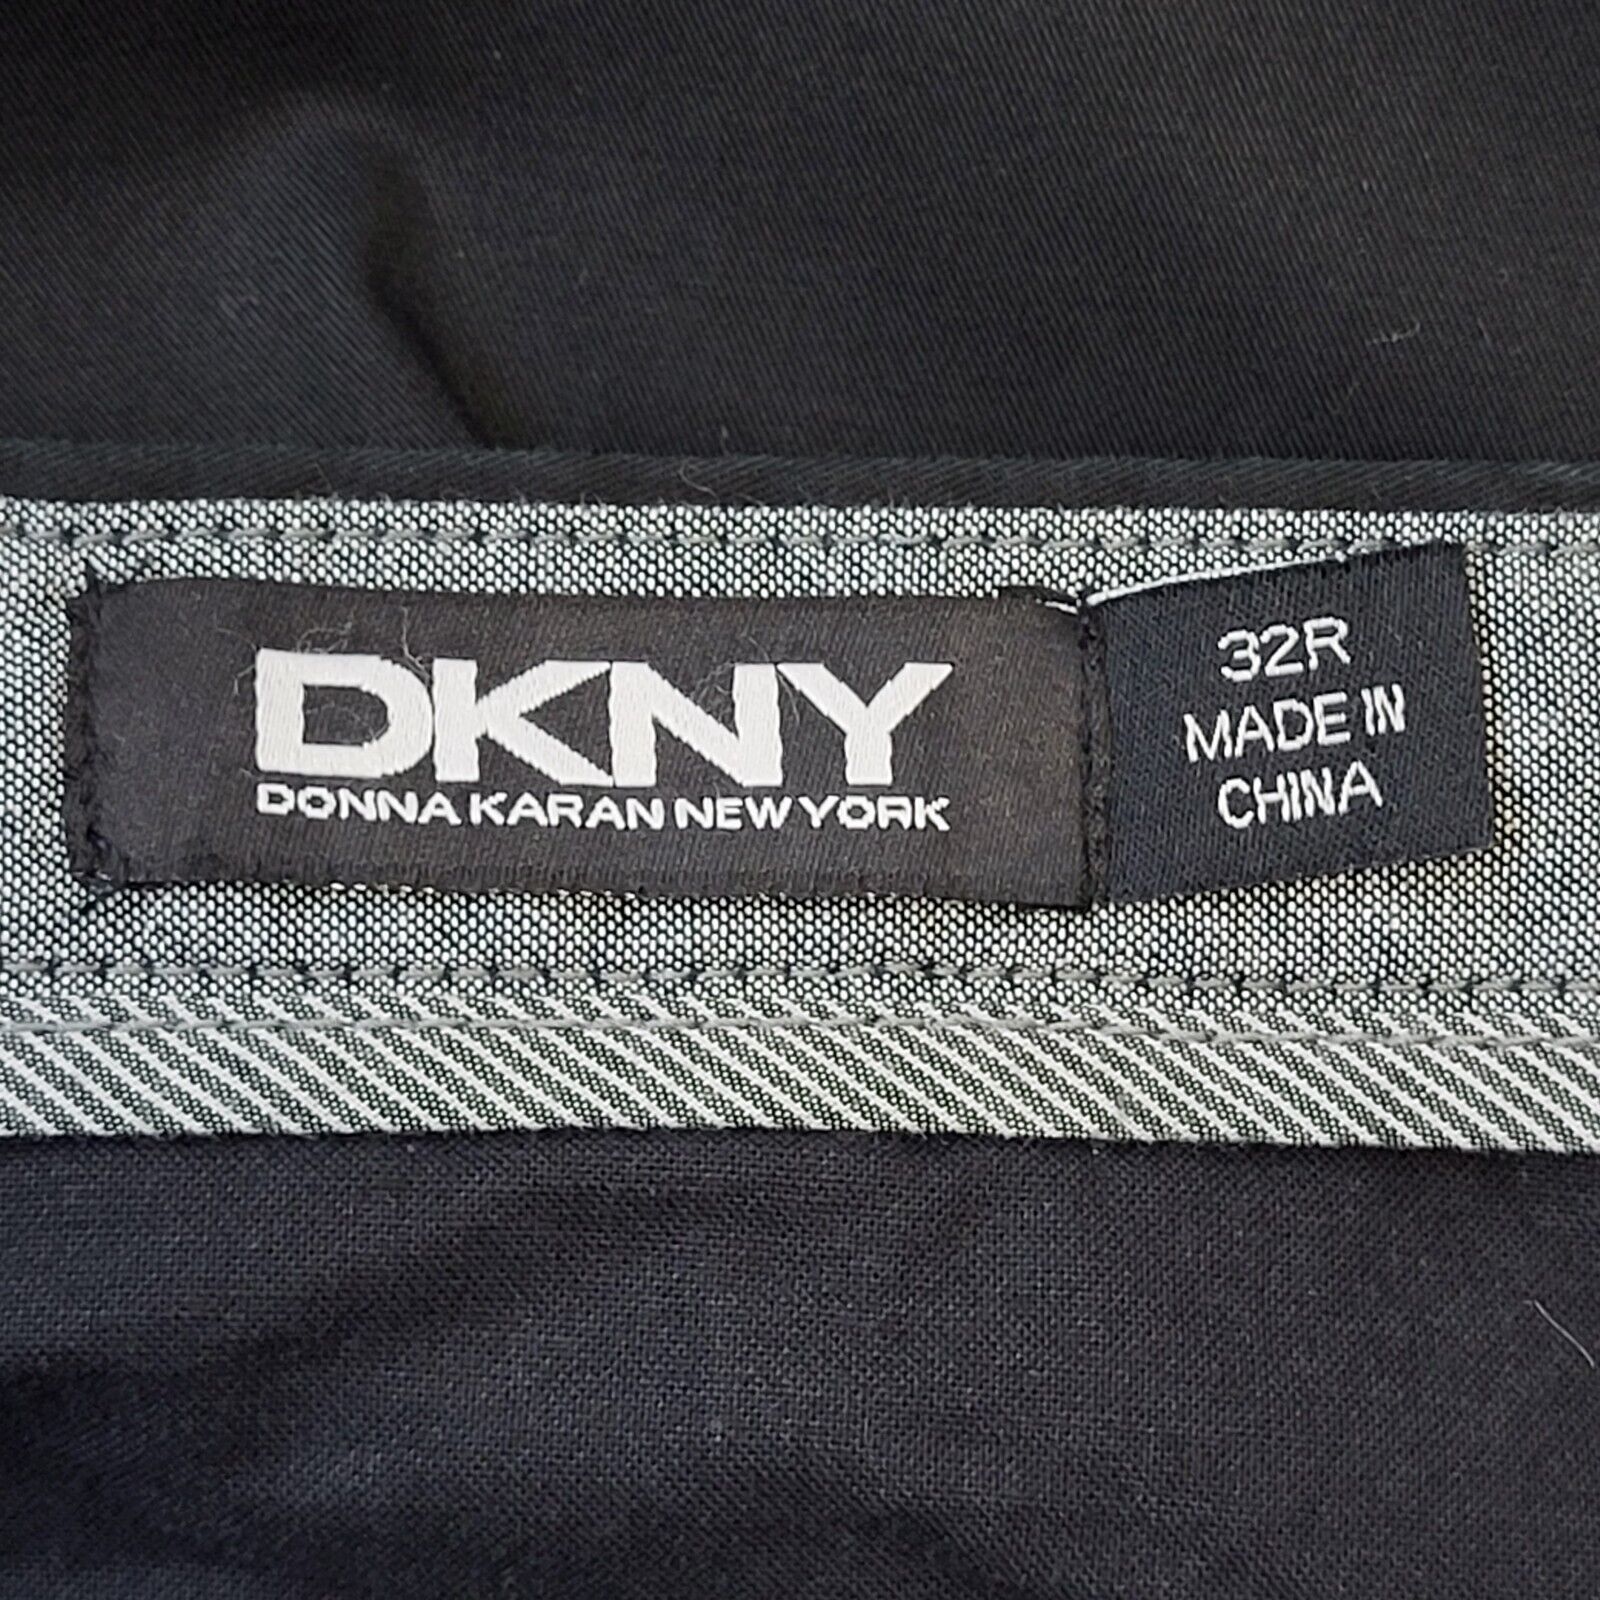 DKNY
DONNA KARAN NEW YORK
32R
MADE IN
CHINA